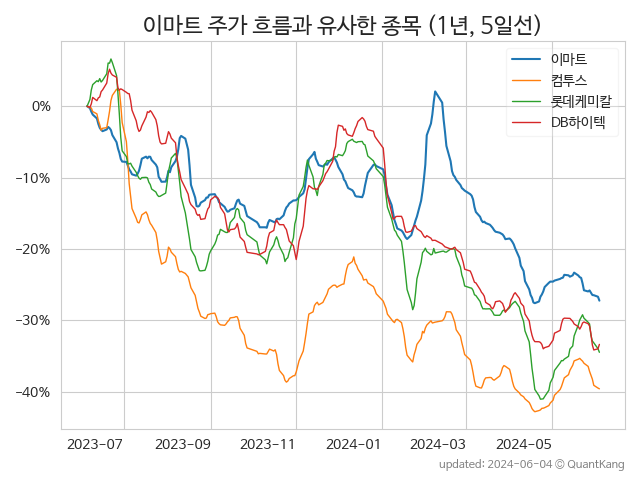 이마트 주가 흐름과 유사한 종목 (1년, 5일선)
이마트
컴투스
롯데케미칼
DB하이텍
0%
−10%
−20%
−30%
−40%
2023-07 2023-09 2023-11 2024-01 2024-03 2024-05
updated: 2024-06-04 © QuantKang